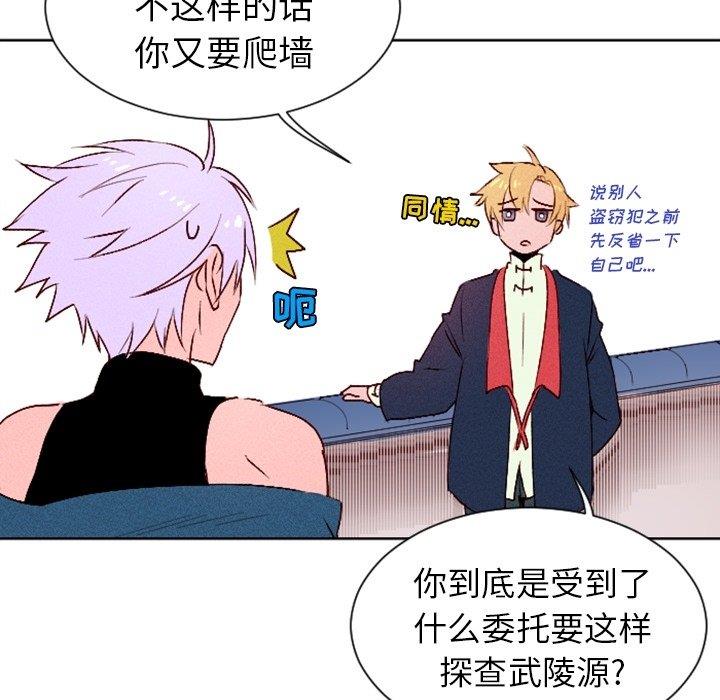 不这样的话
你又要爬墙
同情...
说别人
盗窃犯之前
先反省一下
自己吧...
呃
你到底是受到了
什么委托要这样
探查武陵源?